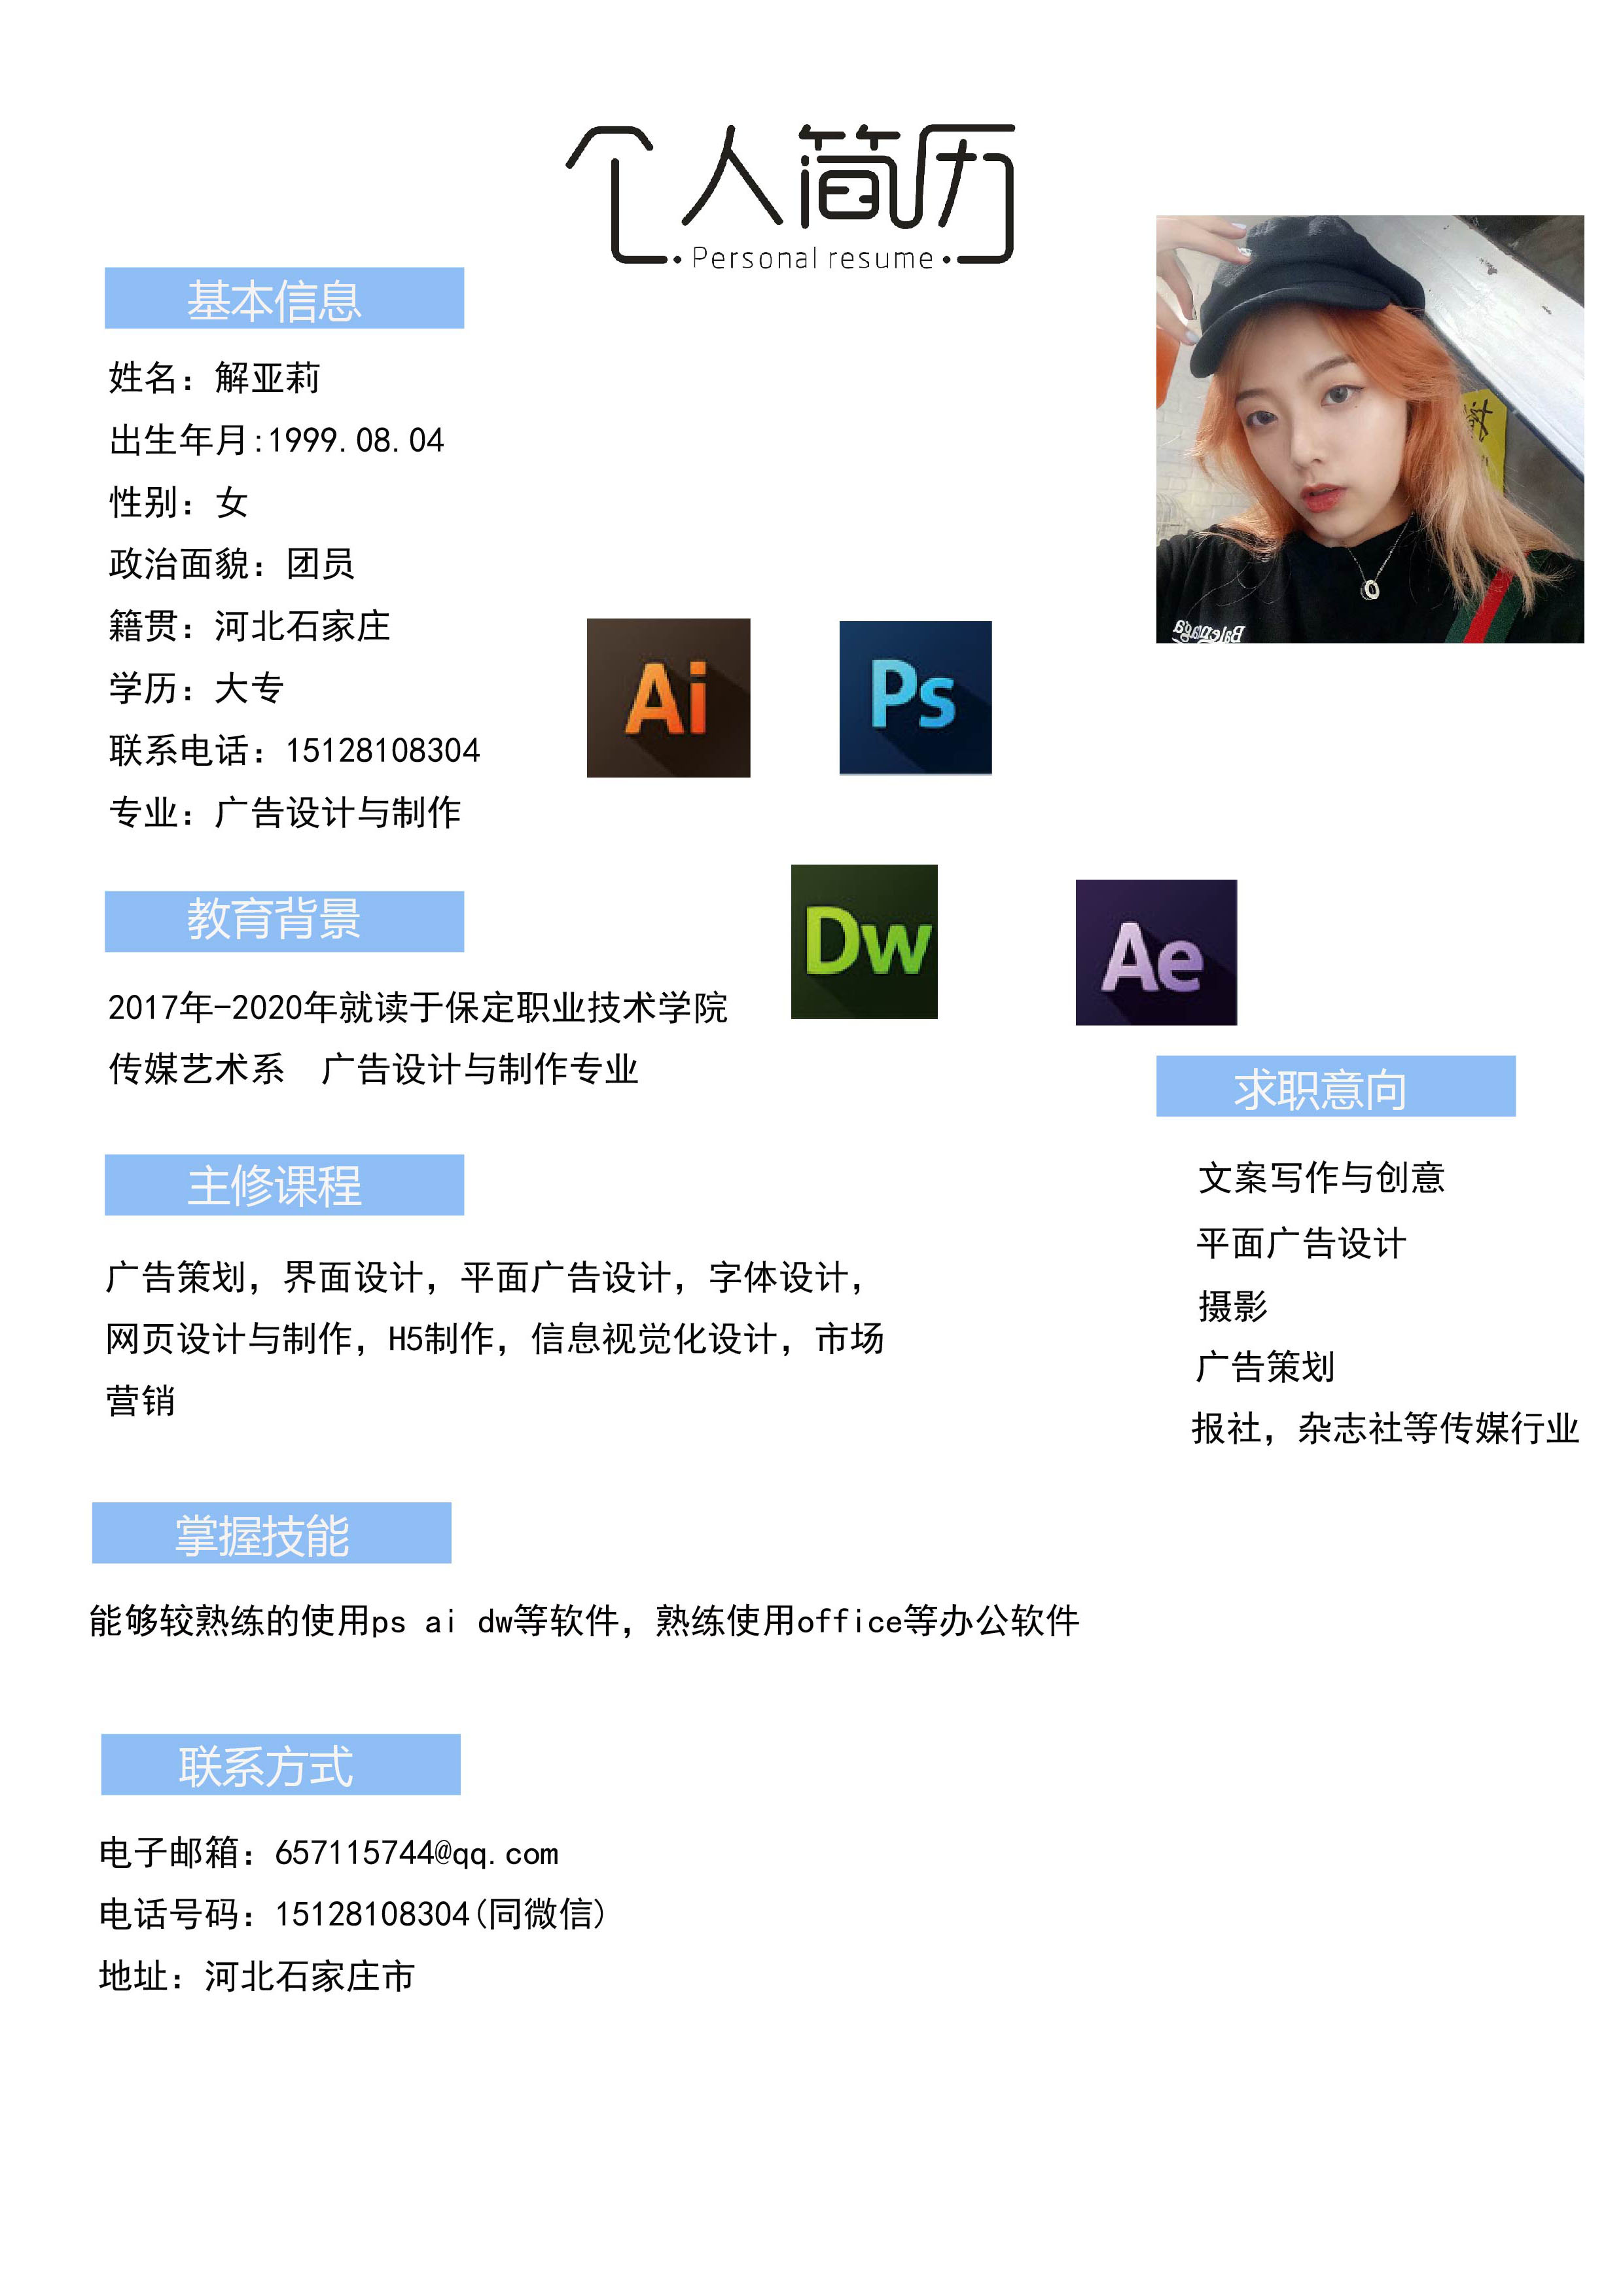 个人简历
Personal resume
基本信息
姓名：解亚莉
出生年月:1999.08.04
性别：女
政治面貌：团员
籍贯：河北石家庄
学历：大专
联系电话：15128108304
专业：广告设计与制作
Balenciaga
Ai
Ps
Dw
Ae
教育背景
2017年-2020年就读于保定职业技术学院
传媒艺术系 广告设计与制作专业
主修课程
广告策划，界面设计，平面广告设计，字体设计，
网页设计与制作，H5制作，信息视觉化设计，市场
营销
求职意向
文案写作与创意
平面广告设计
摄影
广告策划
报社，杂志社等传媒行业
掌握技能
能够较熟练的使用ps ai dw等软件，熟练使用office等办公软件
联系方式
电子邮箱：657115744@qq.com
电话号码：15128108304(同微信)
地址：河北石家庄市